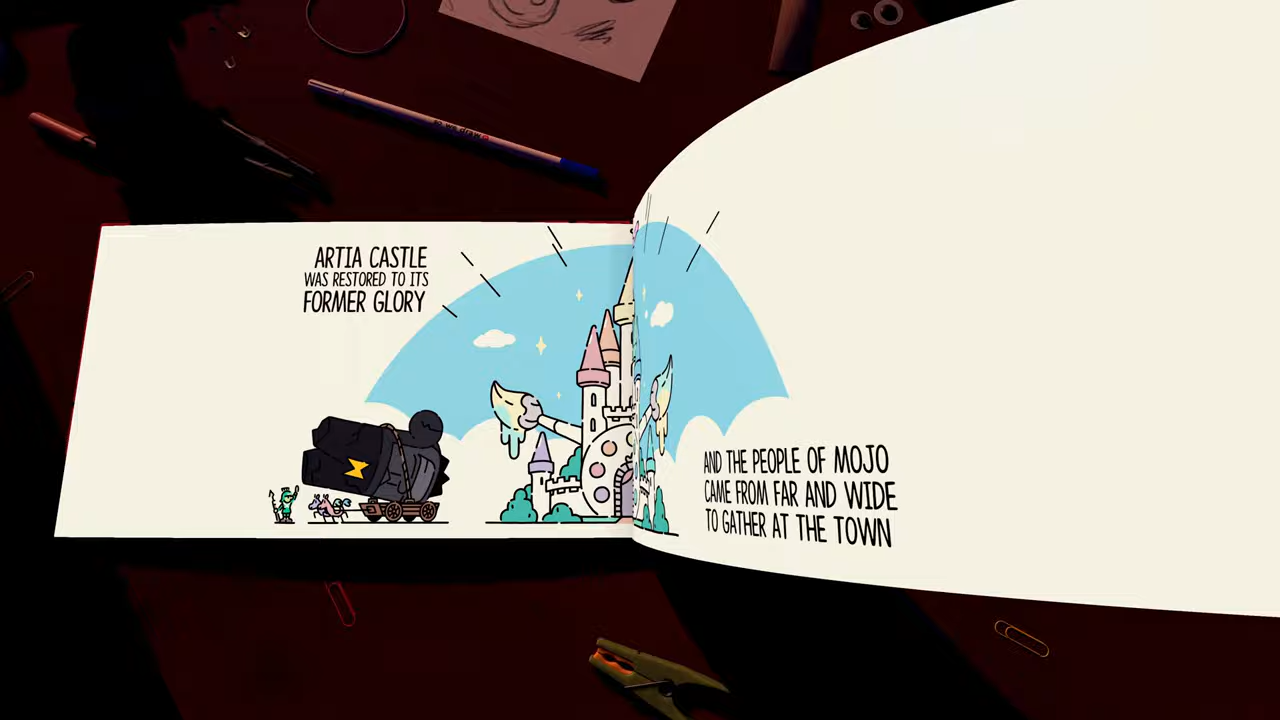 ARTIA CASTLE
WAS RESTORED TO ITS
FORMER GLORY
AND THE PEOPLE OF MOJO
CAME FROM FAR AND WIDE
TO GATHER AT THE TOWN